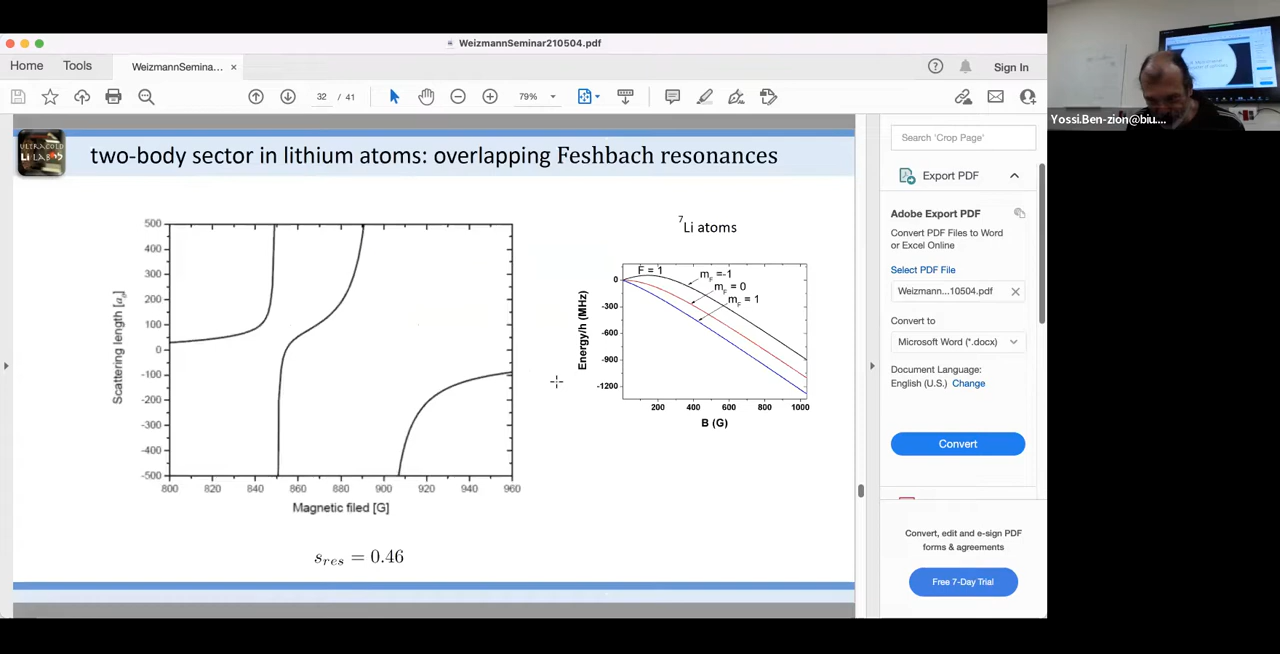 WeizmannSeminar210504.pdf
Home
Tools
WeizmannSemina...
×
Sign In
32 / 41
79%
ULTRACOLD
Li LAB
two-body sector in lithium atoms: overlapping Feshbach resonances
500
400
300
200
100
0
-100
-200
-300
-400
-500
Scattering length [a0]
800 820 840 860 880 900 920 940 960
Magnetic filed [G]
sres = 0.46
7Li atoms
F = 1
mF =-1
mF = 0
mF = 1
0
-300
-600
-900
-1200
Energy/h (MHz)
200 400 600 800 1000
B (G)
Search 'Crop Page'
Export PDF
Adobe Export PDF
Convert PDF Files to Word
or Excel Online
Select PDF File
Weizmann...10504.pdf
Convert to
Microsoft Word (*.docx)
Document Language:
English (U.S.) Change
Convert
Convert, edit and e-sign PDF
forms & agreements
Free 7-Day Trial
Yossi.Ben-zion@biu....